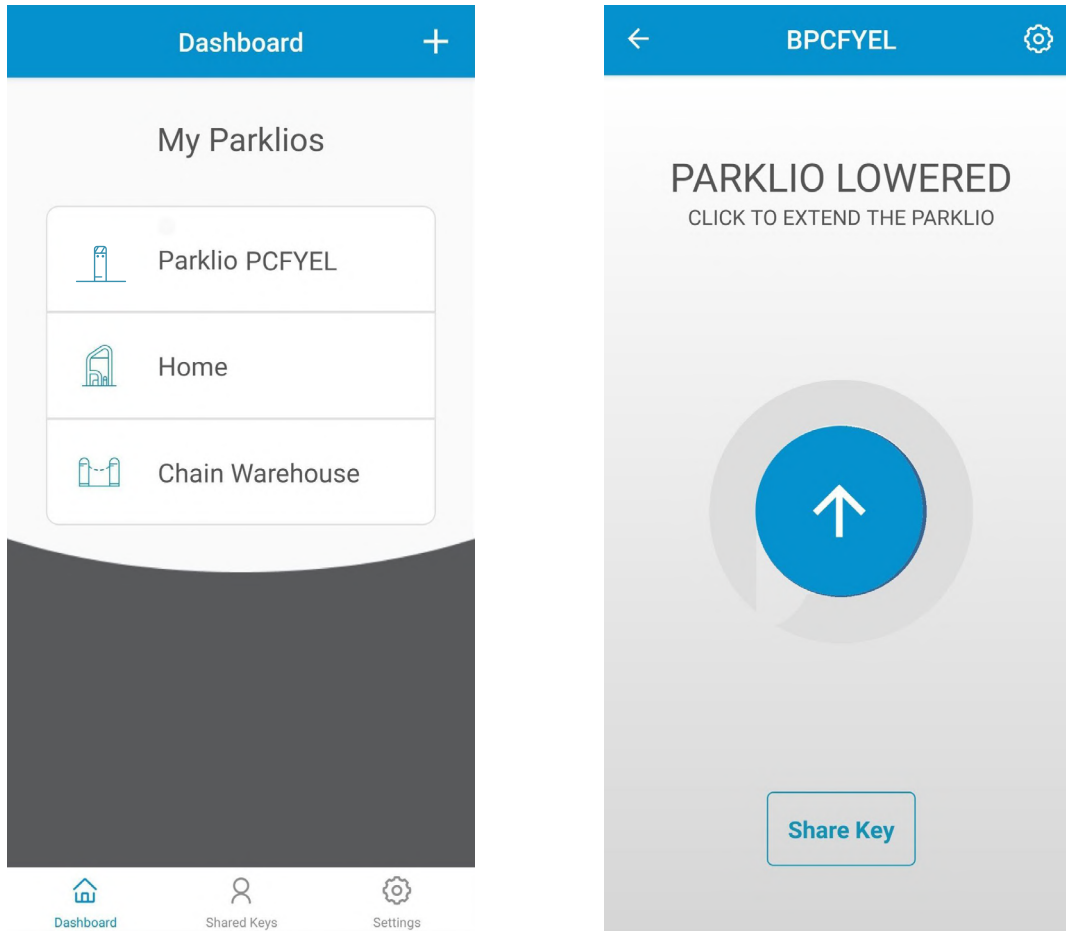 Dashboard
My Parklios
Parklio PCFYEL
Home
Chain Warehouse
Dashboard
Shared Keys
Settings
BPCFYEL
PARKLIO LOWERED
CLICK TO EXTEND THE PARKLIO
Share Key